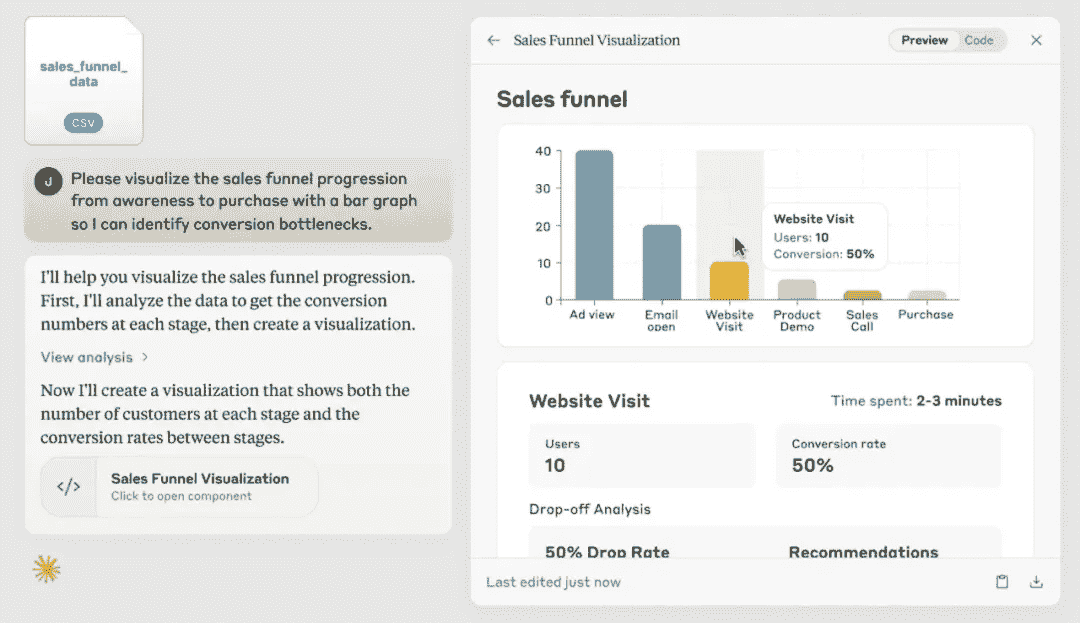 sales_funnel_
data
CSV
J
Please visualize the sales funnel progression
from awareness to purchase with a bar graph
so I can identify conversion bottlenecks.
I'll help you visualize the sales funnel progression.
First, I'll analyze the data to get the conversion
numbers at each stage, then create a visualization.
View analysis >
Now I'll create a visualization that shows both the
number of customers at each stage and the
conversion rates between stages.
</>
Sales Funnel Visualization
Click to open component
← Sales Funnel Visualization
Preview Code
×
Sales funnel
40
30
20
10
0
Ad view
Email
open
Website
Visit
Product
Demo
Sales
Call
Purchase
Website Visit
Users: 10
Conversion: 50%
Website Visit
Time spent: 2-3 minutes
Users
10
Conversion rate
50%
Drop-off Analysis
50% Drop Rate
Recommendations
Last edited just now